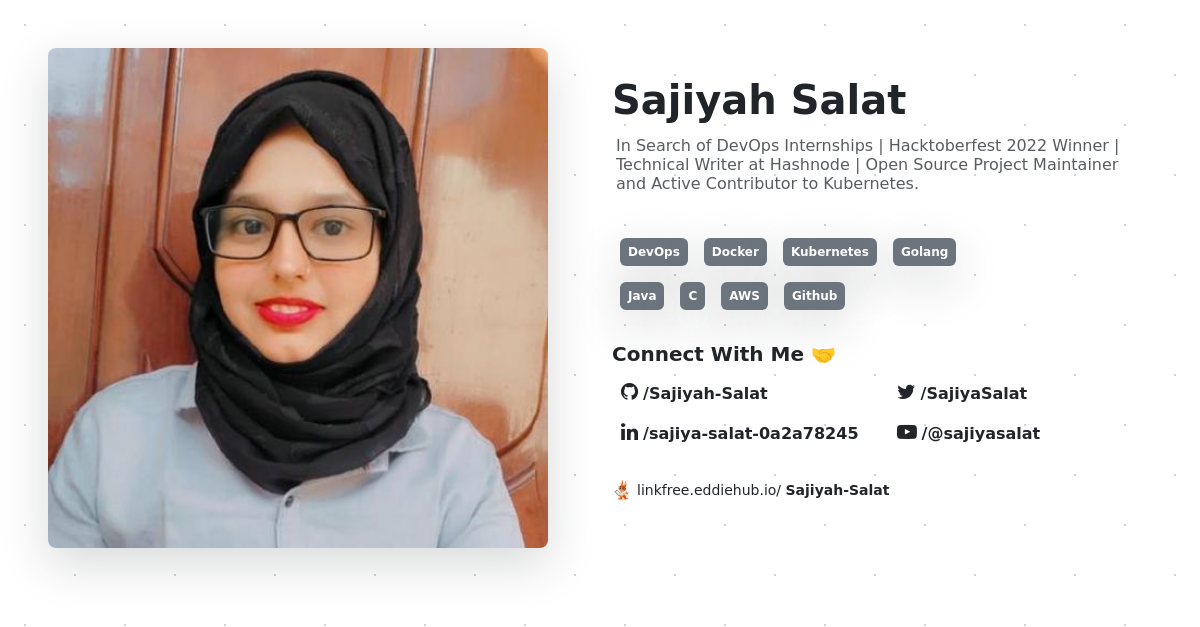 Sajiyah Salat
In Search of DevOps Internships | Hacktoberfest 2022 Winner |
Technical Writer at Hashnode | Open Source Project Maintainer
and Active Contributor to Kubernetes.
DevOps Docker Kubernetes Golang
Java C AWS Github
Connect With Me 🤝
/Sajiyah-Salat /SajiyaSalat
/sajiya-salat-0a2a78245 /@sajiyasalat
linkfree.eddiehub.io/ Sajiyah-Salat